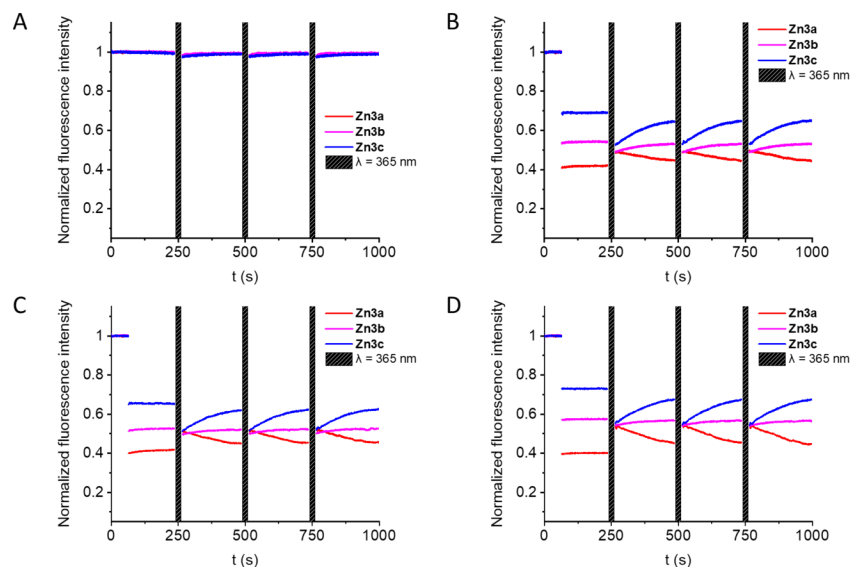 A
Normalized fluorescence intensity
1
0.8
0.6
0.4
0.2
Zn3a
Zn3b
Zn3c
λ = 365 nm
0 250 500 750 1000
t (s)
B
Normalized fluorescence intensity
1
0.8
0.6
0.4
0.2
Zn3a
Zn3b
Zn3c
λ = 365 nm
0 250 500 750 1000
t (s)
C
Normalized fluorescence intensity
1
0.8
0.6
0.4
0.2
Zn3a
Zn3b
Zn3c
λ = 365 nm
0 250 500 750 1000
t (s)
D
Normalized fluorescence intensity
1
0.8
0.6
0.4
0.2
Zn3a
Zn3b
Zn3c
λ = 365 nm
0 250 500 750 1000
t (s)